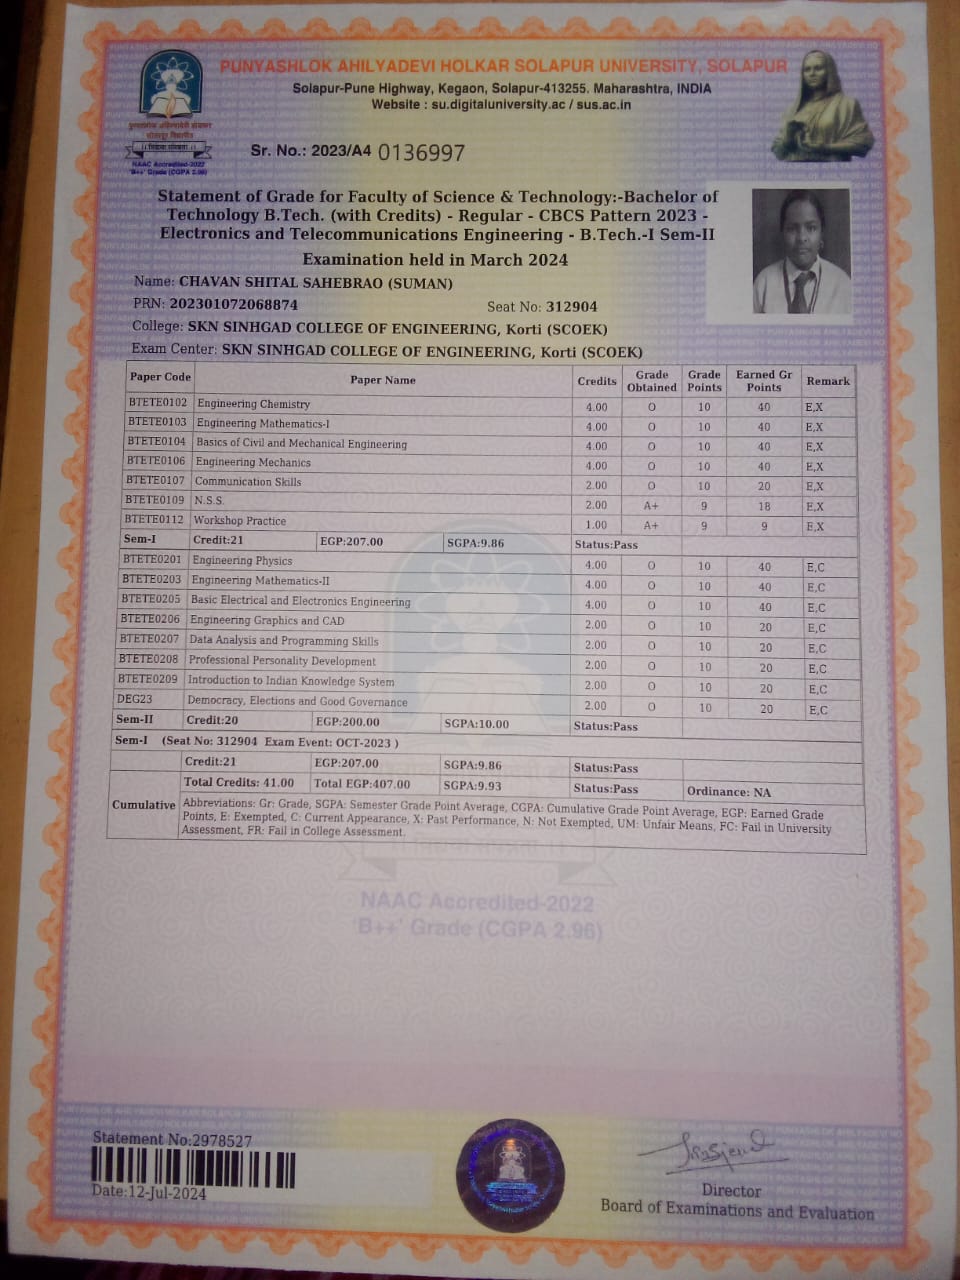 PUNYASHLOK AHILYADEVI HOLKAR SOLAPUR UNIVERSITY, SOLAPUR
Solapur-Pune Highway, Kegaon, Solapur-413255. Maharashtra, INDIA
Website : su.digitaluniversity.ac / sus.ac.in
पुण्यश्लोक अहिल्यादेवी होळकर
सोलापूर विद्यापीठ
।। विद्यया संपन्नता ।।
NAAC Accredited-2022
'B++' Grade (CGPA 2.96)
Sr. No.: 2023/A4 0136997
Statement of Grade for Faculty of Science & Technology:-Bachelor of
Technology B.Tech. (with Credits) - Regular - CBCS Pattern 2023 -
Electronics and Telecommunications Engineering - B.Tech.-I Sem-II
Examination held in March 2024
Name: CHAVAN SHITAL SAHEBRAO (SUMAN)
PRN: 202301072068874 Seat No: 312904
College: SKN SINHGAD COLLEGE OF ENGINEERING, Korti (SCOEK)
Exam Center: SKN SINHGAD COLLEGE OF ENGINEERING, Korti (SCOEK)
Paper Code Paper Name Credits Grade Obtained Grade Points Earned Gr Points Remark
BTETE0102 Engineering Chemistry 4.00 O 10 40 E,X
BTETE0103 Engineering Mathematics-I 4.00 O 10 40 E,X
BTETE0104 Basics of Civil and Mechanical Engineering 4.00 O 10 40 E,X
BTETE0106 Engineering Mechanics 4.00 O 10 40 E,X
BTETE0107 Communication Skills 2.00 O 10 20 E,X
BTETE0109 N.S.S. 2.00 A+ 9 18 E,X
BTETE0112 Workshop Practice 1.00 A+ 9 9 E,X
Sem-I Credit:21 EGP:207.00 SGPA:9.86 Status:Pass
BTETE0201 Engineering Physics 4.00 O 10 40 E,C
BTETE0203 Engineering Mathematics-II 4.00 O 10 40 E,C
BTETE0205 Basic Electrical and Electronics Engineering 4.00 O 10 40 E,C
BTETE0206 Engineering Graphics and CAD 2.00 O 10 20 E,C
BTETE0207 Data Analysis and Programming Skills 2.00 O 10 20 E,C
BTETE0208 Professional Personality Development 2.00 O 10 20 E,C
BTETE0209 Introduction to Indian Knowledge System 2.00 O 10 20 E,C
DEG23 Democracy, Elections and Good Governance 2.00 O 10 20 E,C
Sem-II Credit:20 EGP:200.00 SGPA:10.00 Status:Pass
Sem-I (Seat No: 312904 Exam Event: OCT-2023 )
Credit:21 EGP:207.00 SGPA:9.86 Status:Pass
Total Credits: 41.00 Total EGP:407.00 SGPA:9.93 Status:Pass Ordinance: NA
Cumulative
Abbreviations: Gr: Grade, SGPA: Semester Grade Point Average, CGPA: Cumulative Grade Point Average, EGP: Earned Grade
Points, E: Exempted, C: Current Appearance, X: Past Performance, N: Not Exempted, UM: Unfair Means, FC: Fail in University
Assessment, FR: Fail in College Assessment.
NAAC Accredited-2022
'B++' Grade (CGPA 2.96)
Statement No:2978527
Date:12-Jul-2024
Director
Board of Examinations and Evaluation